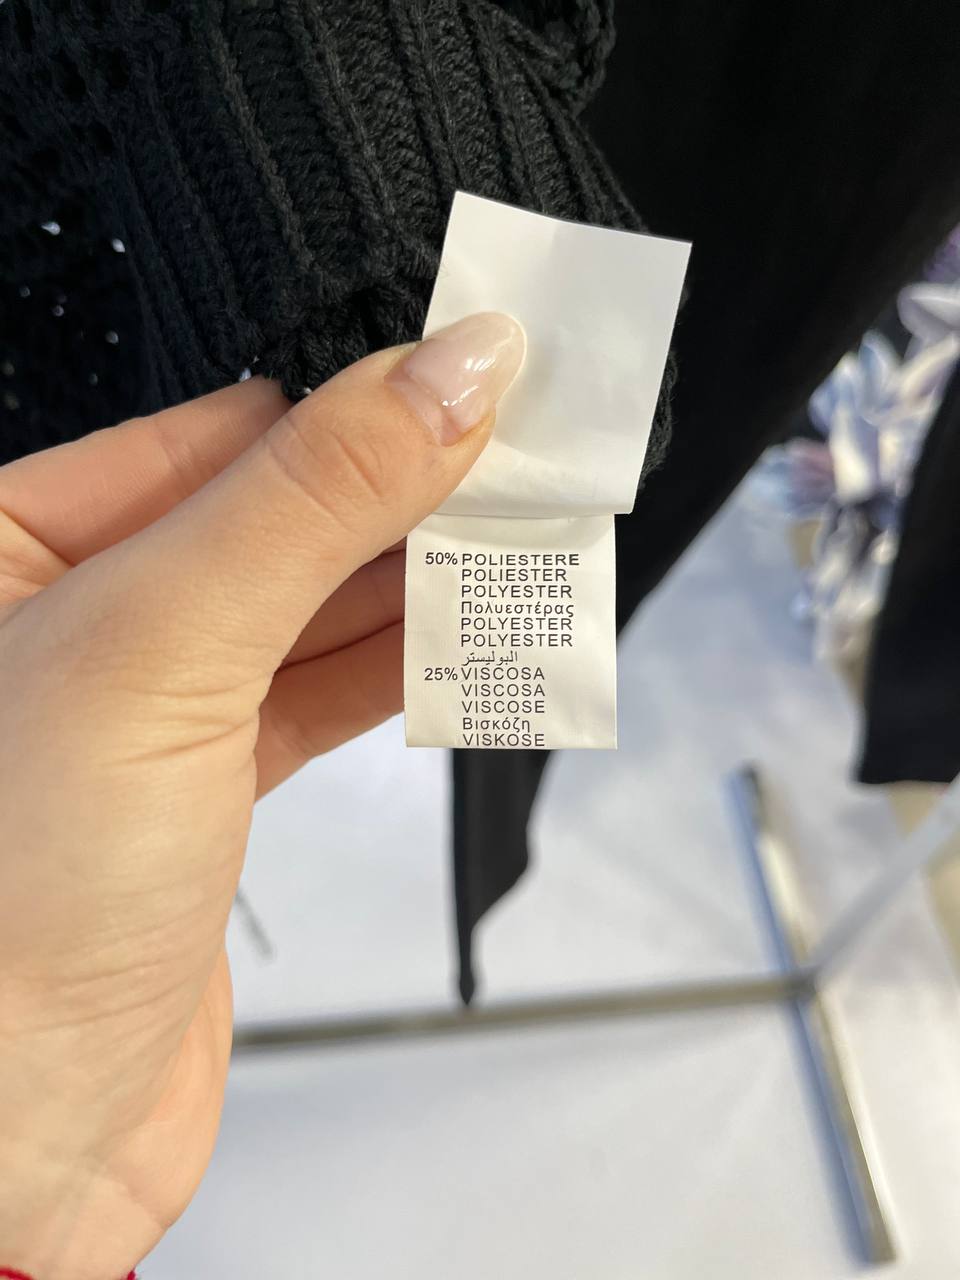 50% POLIESTERE
POLIESTER
POLYESTER
Πολυεστέρας
POLYESTER
POLYESTER
البوليستر
25% VISCOSA
VISCOSA
VISCOSE
Βισκόζη
VISKOSE